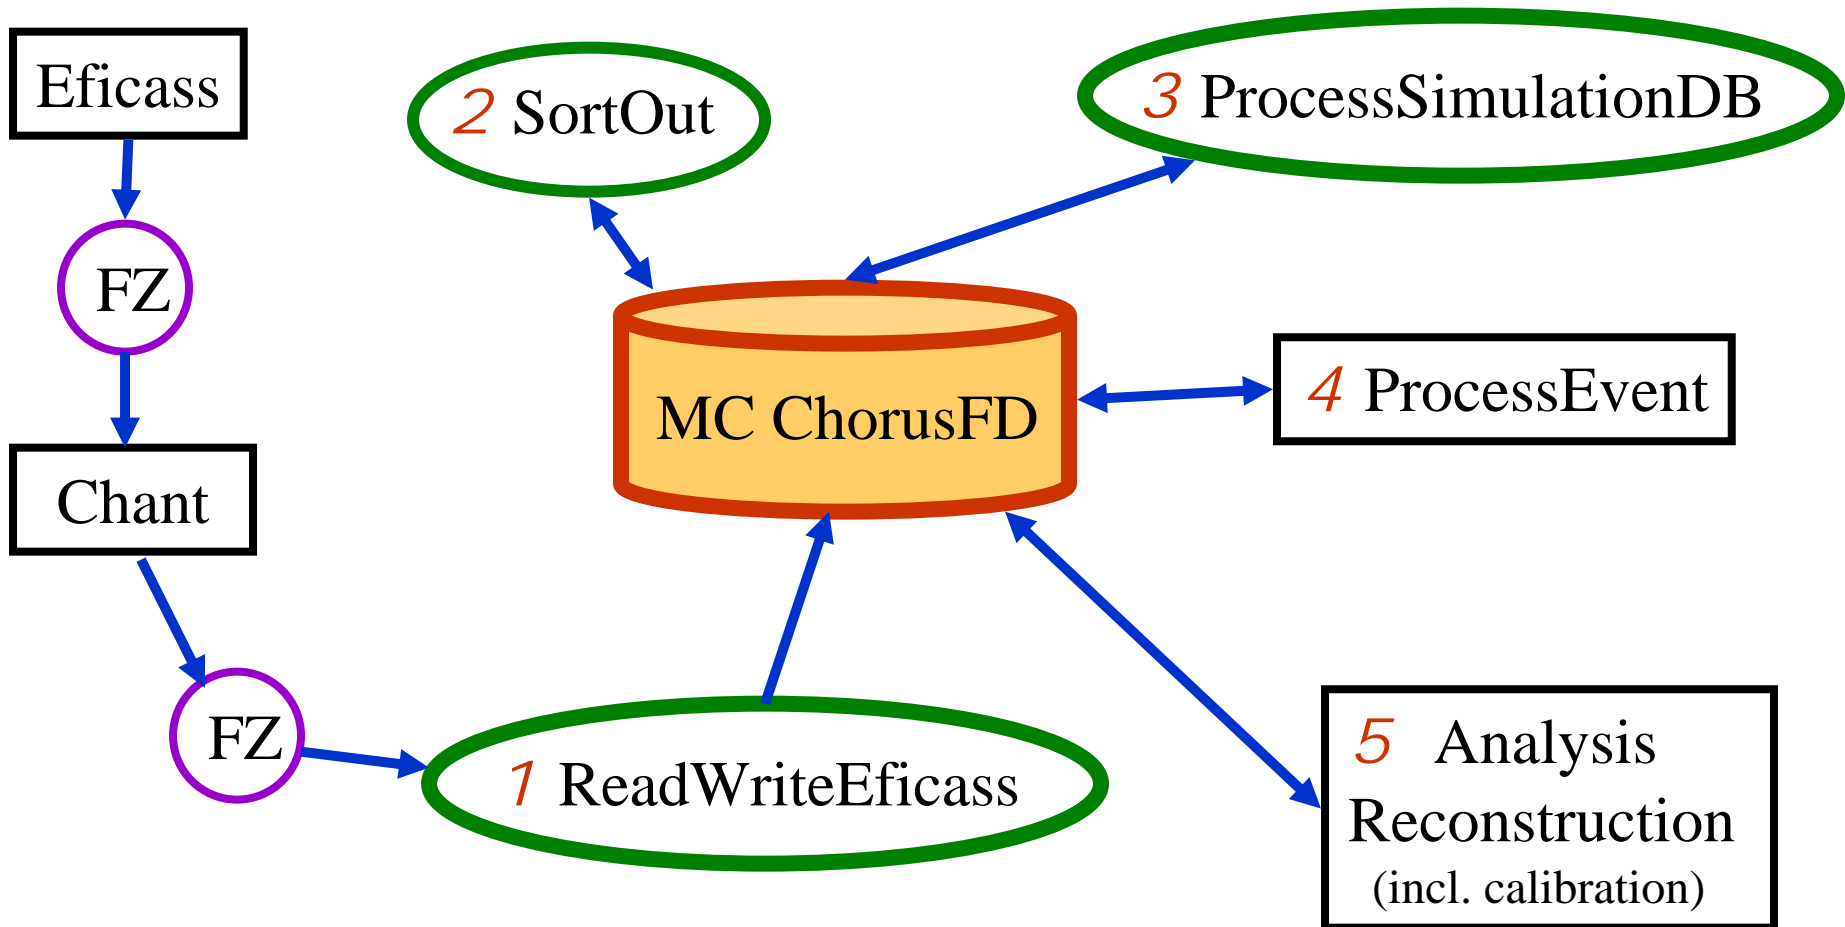 Eficass
2 SortOut
3 ProcessSimulationDB
FZ
MC ChorusFD
4 ProcessEvent
Chant
FZ
1 ReadWriteEficass
5 Analysis
Reconstruction
(incl. calibration)